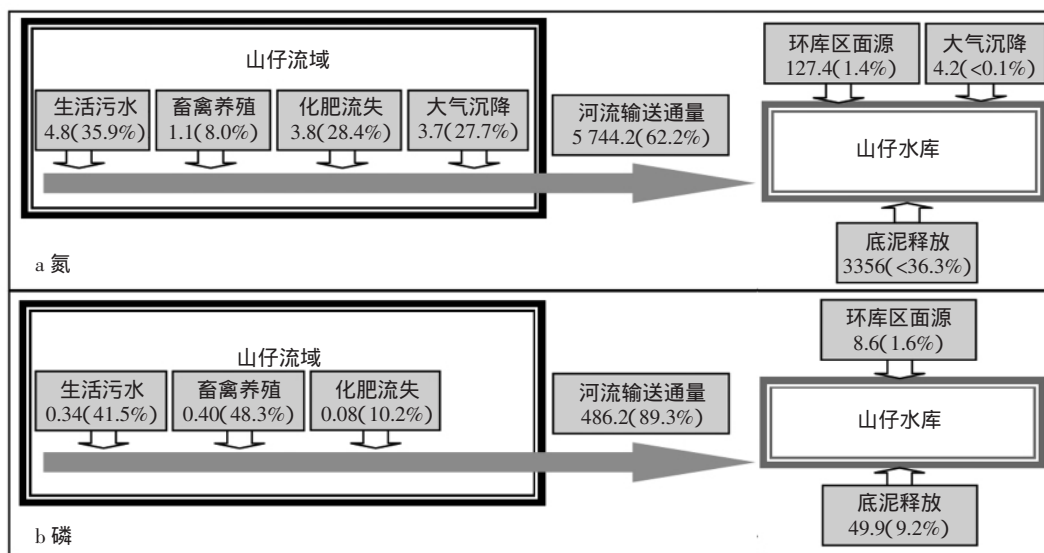 山仔流域
生活污水
4.8(35.9%)
畜禽养殖
1.1(8.0%)
化肥流失
3.8(28.4%)
大气沉降
3.7(27.7%)
河流输送通量
5 744.2(62.2%)
环库区面源
127.4(1.4%)
大气沉降
4.2(<0.1%)
山仔水库
底泥释放
3356(<36.3%)
a 氮
山仔流域
生活污水
0.34(41.5%)
畜禽养殖
0.40(48.3%)
化肥流失
0.08(10.2%)
河流输送通量
486.2(89.3%)
环库区面源
8.6(1.6%)
山仔水库
底泥释放
49.9(9.2%)
b 磷